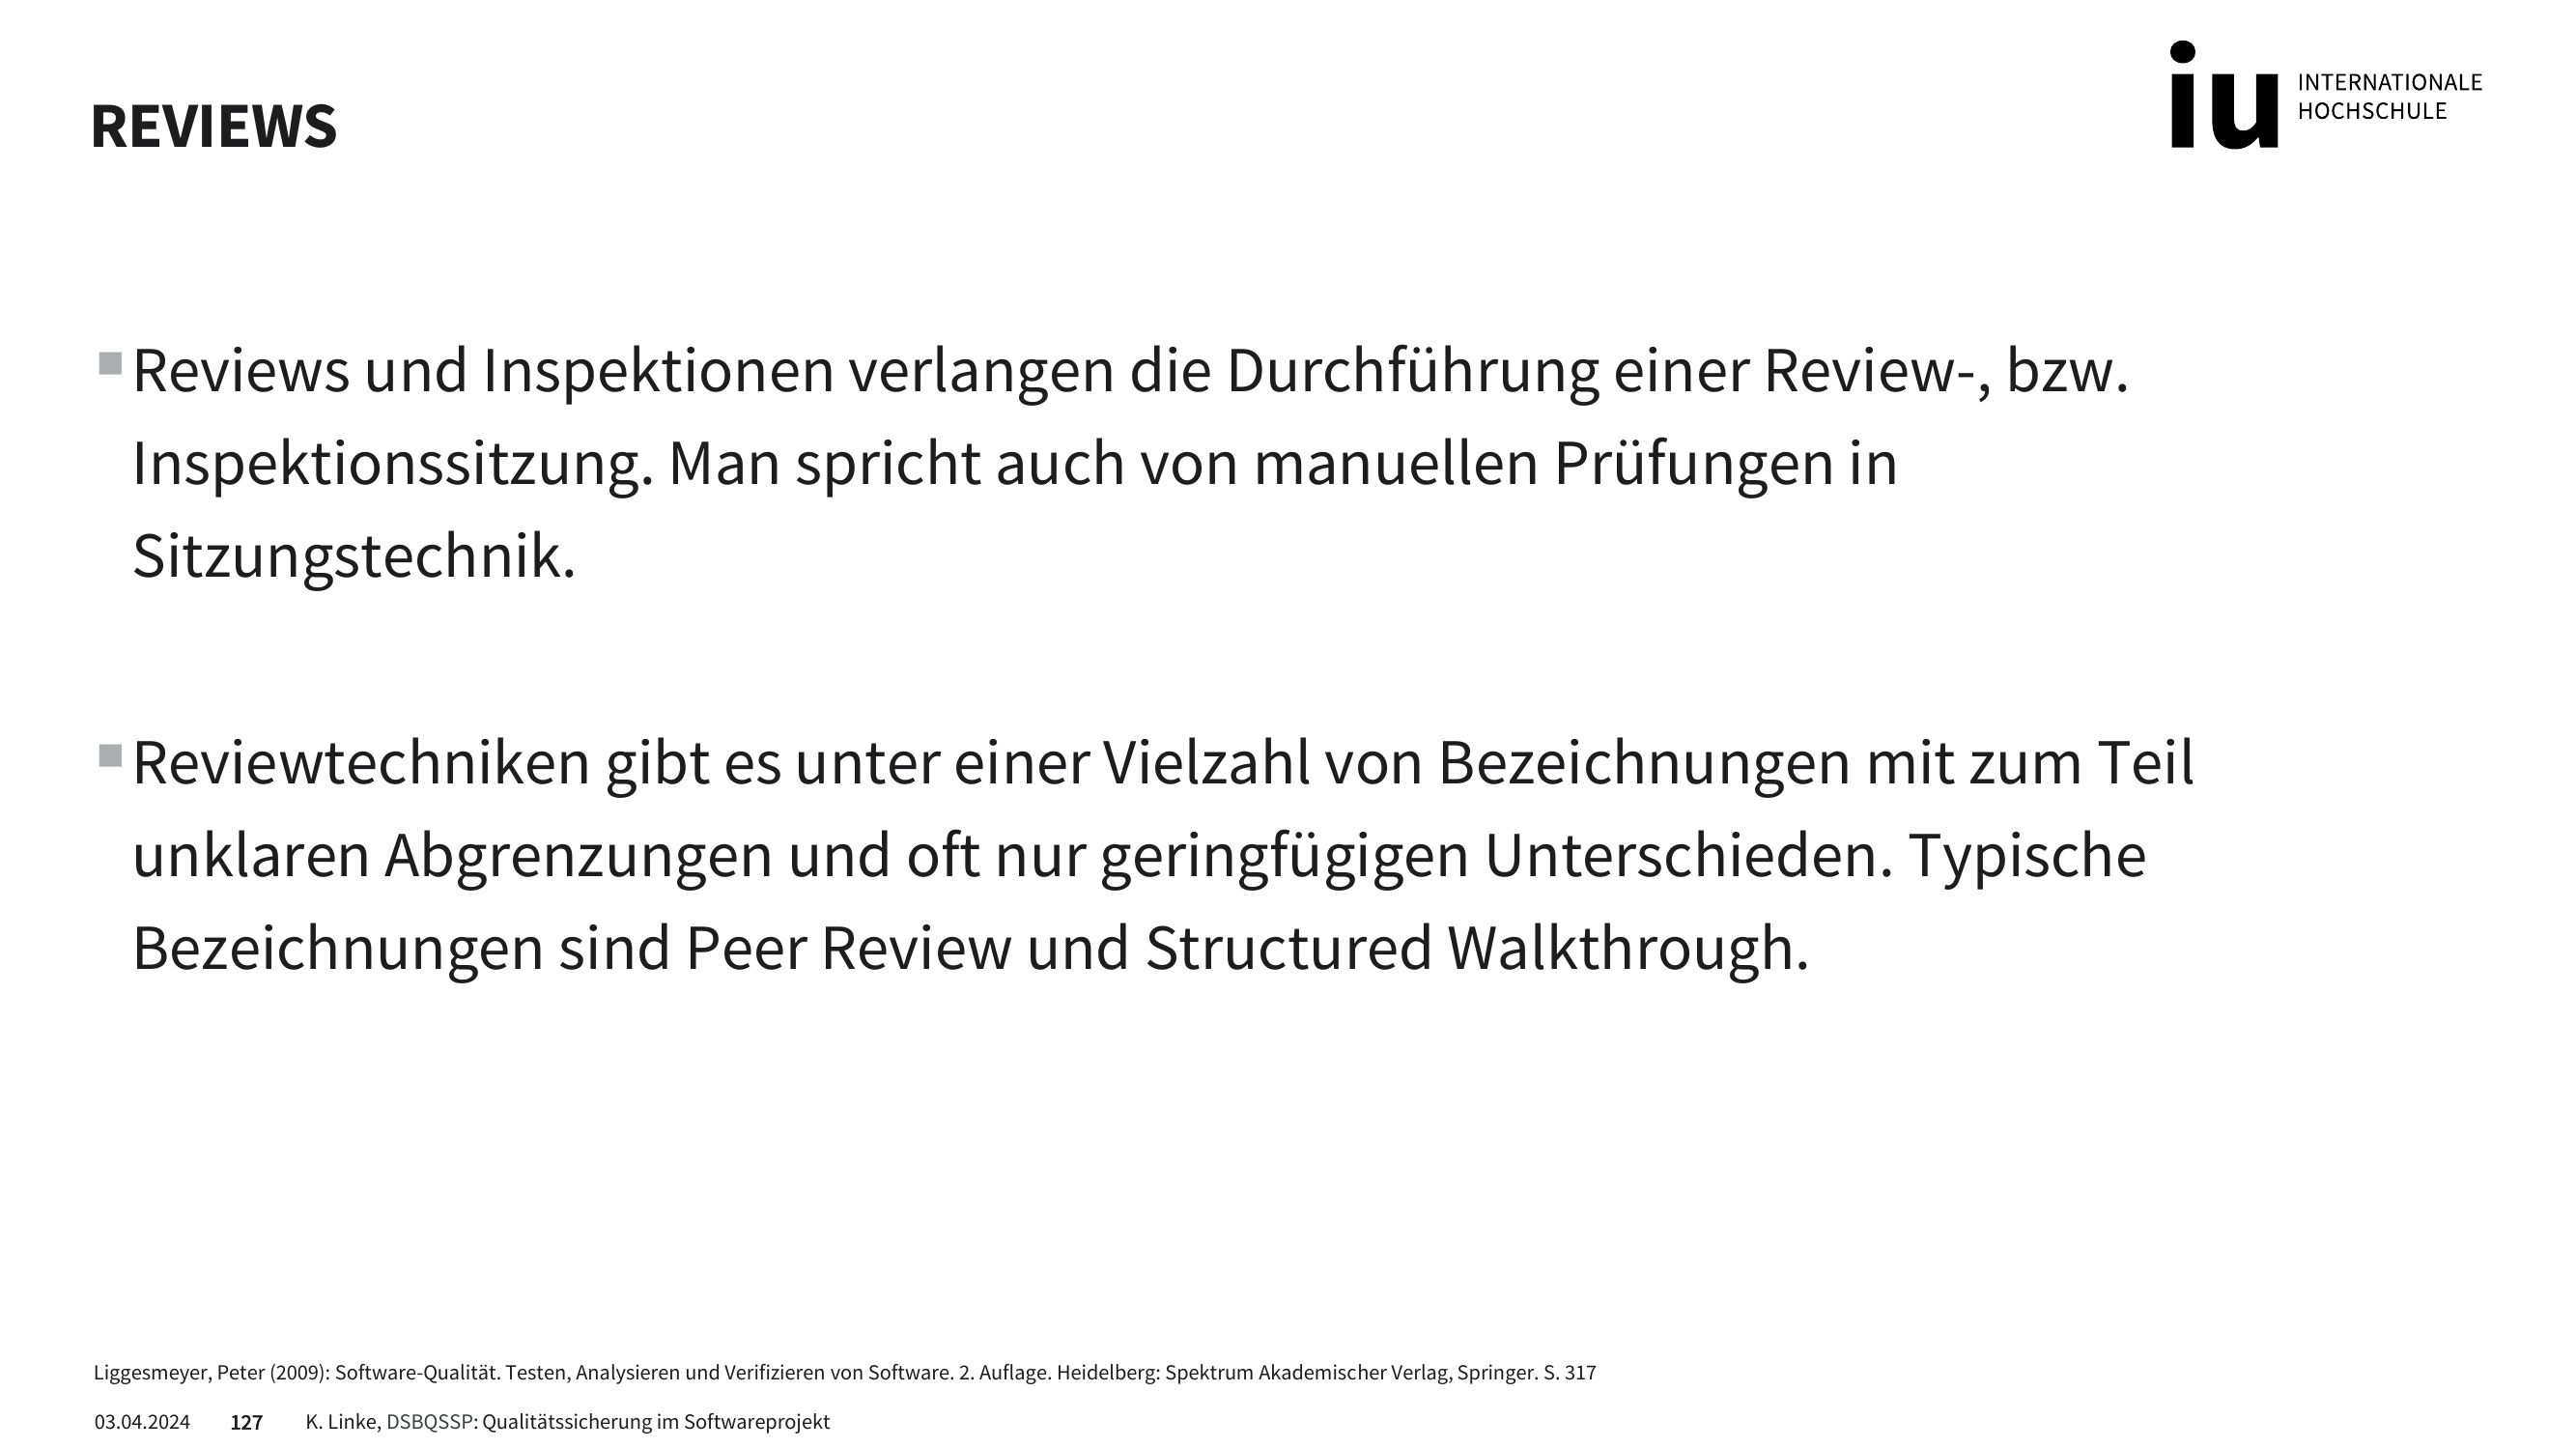 REVIEWS
iu INTERNATIONALE
HOCHSCHULE
Reviews und Inspektionen verlangen die Durchführung einer Review-, bzw.
Inspektionssitzung. Man spricht auch von manuellen Prüfungen in
Sitzungstechnik.
Reviewtechniken gibt es unter einer Vielzahl von Bezeichnungen mit zum Teil
unklaren Abgrenzungen und oft nur geringfügigen Unterschieden. Typische
Bezeichnungen sind Peer Review und Structured Walkthrough.
Liggesmeyer, Peter (2009): Software-Qualität. Testen, Analysieren und Verifizieren von Software. 2. Auflage. Heidelberg: Spektrum Akademischer Verlag, Springer. S. 317
03.04.2024 127 K. Linke, DSBQSSP: Qualitätssicherung im Softwareprojekt